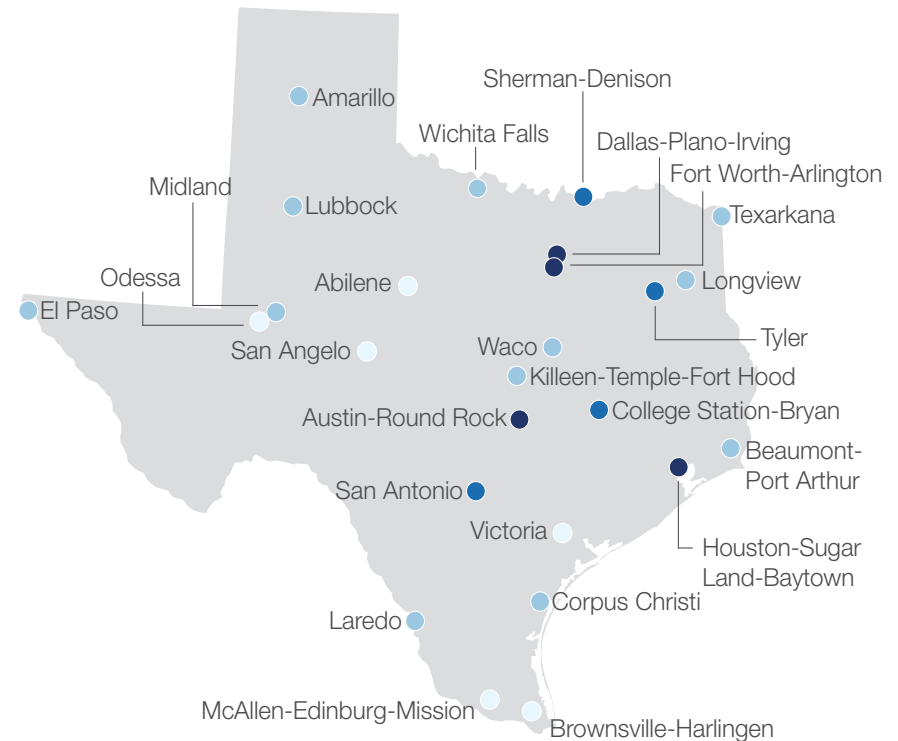 Sherman-Denison
Amarillo
Wichita Falls
Dallas-Plano-Irving
Fort Worth-Arlington
Midland
Lubbock
Texarkana
Odessa
Abilene
Longview
El Paso
Tyler
San Angelo
Waco
Killeen-Temple-Fort Hood
Austin-Round Rock
College Station-Bryan
Beaumont-
Port Arthur
San Antonio
Victoria
Houston-Sugar
Land-Baytown
Corpus Christi
Laredo
McAllen-Edinburg-Mission
Brownsville-Harlingen